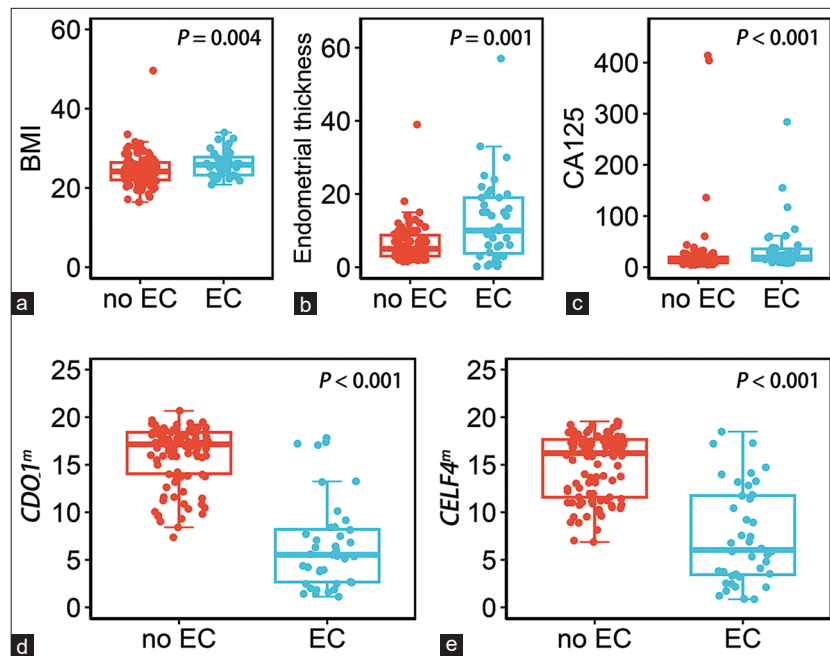 P = 0.004
BMI
60
40
20
0
no EC EC
a
P = 0.001
Endometrial thickness
60
40
20
0
no EC EC
b
P < 0.001
CA125
400
300
200
100
0
no EC EC
c
P < 0.001
CDO1m
25
20
15
10
5
0
no EC EC
d
P < 0.001
CELF4m
25
20
15
10
5
0
no EC EC
e